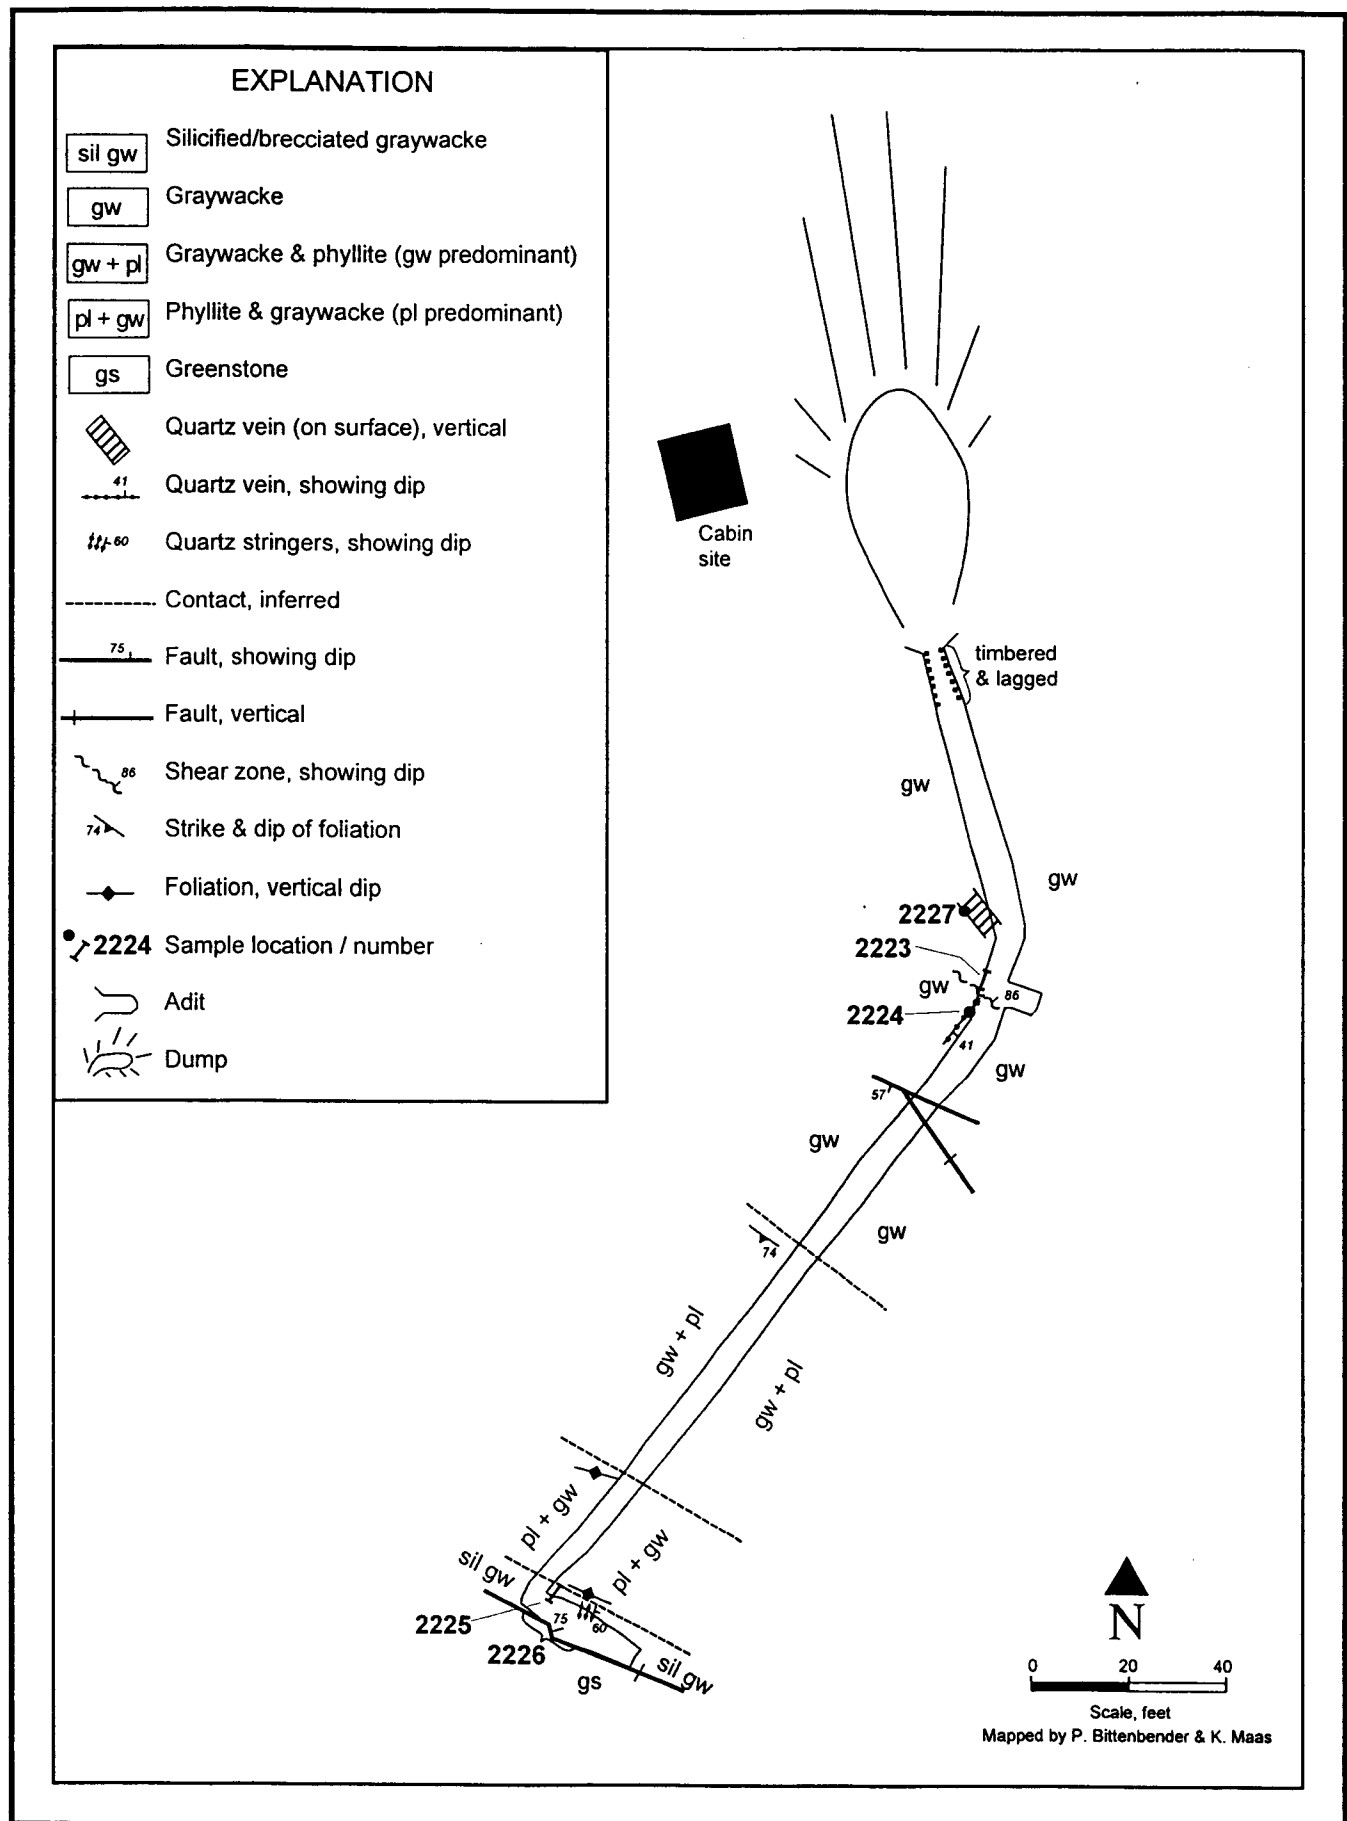 EXPLANATION
sil gw Silicified/brecciated graywacke
gw Graywacke
gw + pl Graywacke & phyllite (gw predominant)
pl + gw Phyllite & graywacke (pl predominant)
gs Greenstone
Quartz vein (on surface), vertical
41 Quartz vein, showing dip
60 Quartz stringers, showing dip
Contact, inferred
75 Fault, showing dip
Fault, vertical
86 Shear zone, showing dip
74 Strike & dip of foliation
Foliation, vertical dip
2224 Sample location / number
Adit
Dump
Cabin
site
timbered
& lagged
gw
gw
2227
2223
gw
86
2224
41
gw
57
gw
gw
74
gw + pl
gw + pl
pl + gw
pl + gw
sil gw
2225
75
60
2226
sil gw
gs
N
0 20 40
Scale, feet
Mapped by P. Bittenbender & K. Maas